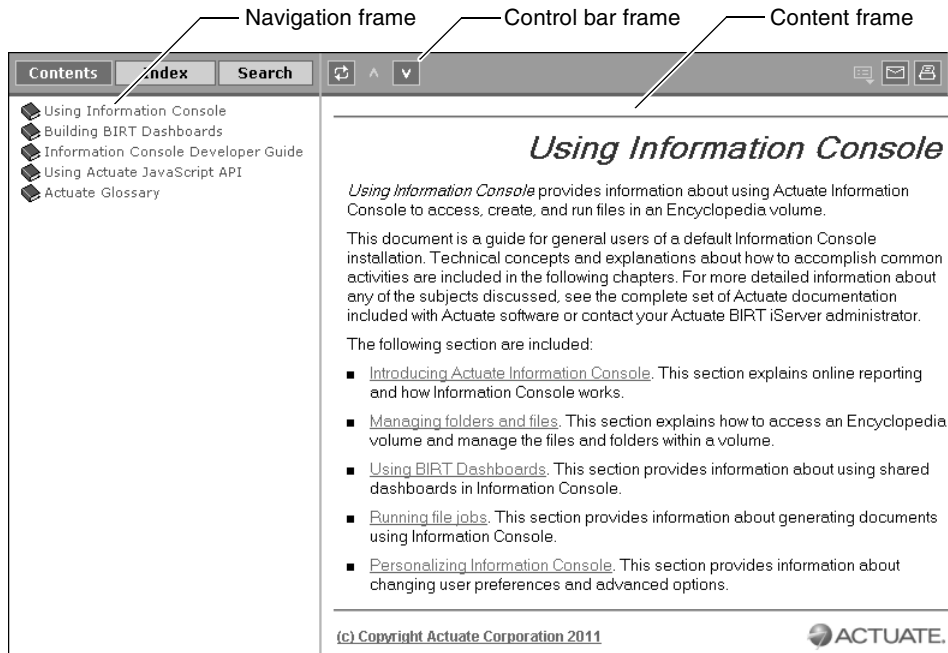 Navigation frame
Control bar frame
Content frame
Contents
Index
Search
Using Information Console
Building BIRT Dashboards
Information Console Developer Guide
Using Actuate JavaScript API
Actuate Glossary
Using Information Console
Using Information Console provides information about using Actuate Information
Console to access, create, and run files in an Encyclopedia volume.
This document is a guide for general users of a default Information Console
installation. Technical concepts and explanations about how to accomplish common
activities are included in the following chapters. For more detailed information about
any of the subjects discussed, see the complete set of Actuate documentation
included with Actuate software or contact your Actuate BIRT iServer administrator.
The following section are included:
■ Introducing Actuate Information Console. This section explains online reporting
and how Information Console works.
■ Managing folders and files. This section explains how to access an Encyclopedia
volume and manage the files and folders within a volume.
■ Using BIRT Dashboards. This section provides information about using shared
dashboards in Information Console.
■ Running file jobs. This section provides information about generating documents
using Information Console.
■ Personalizing Information Console. This section provides information about
changing user preferences and advanced options.
(c) Copyright Actuate Corporation 2011
ACTUATE.